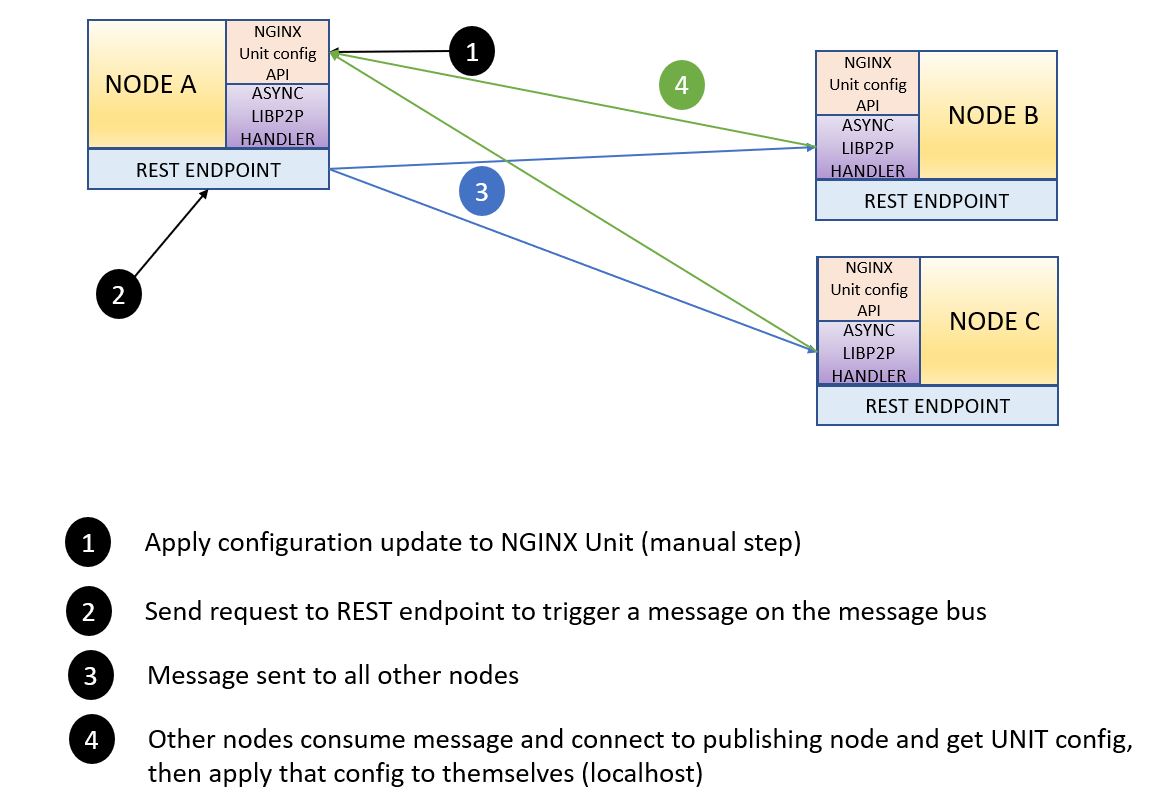 NODE A
NGINX
Unit config
API
ASYNC
LIBP2P
HANDLER
REST ENDPOINT
1
2
3
4
NGINX
Unit config
API
ASYNC
LIBP2P
HANDLER
NODE B
REST ENDPOINT
NGINX
Unit config
API
ASYNC
LIBP2P
HANDLER
NODE C
REST ENDPOINT
1 Apply configuration update to NGINX Unit (manual step)
2 Send request to REST endpoint to trigger a message on the message bus
3 Message sent to all other nodes
4 Other nodes consume message and connect to publishing node and get UNIT config,
then apply that config to themselves (localhost)